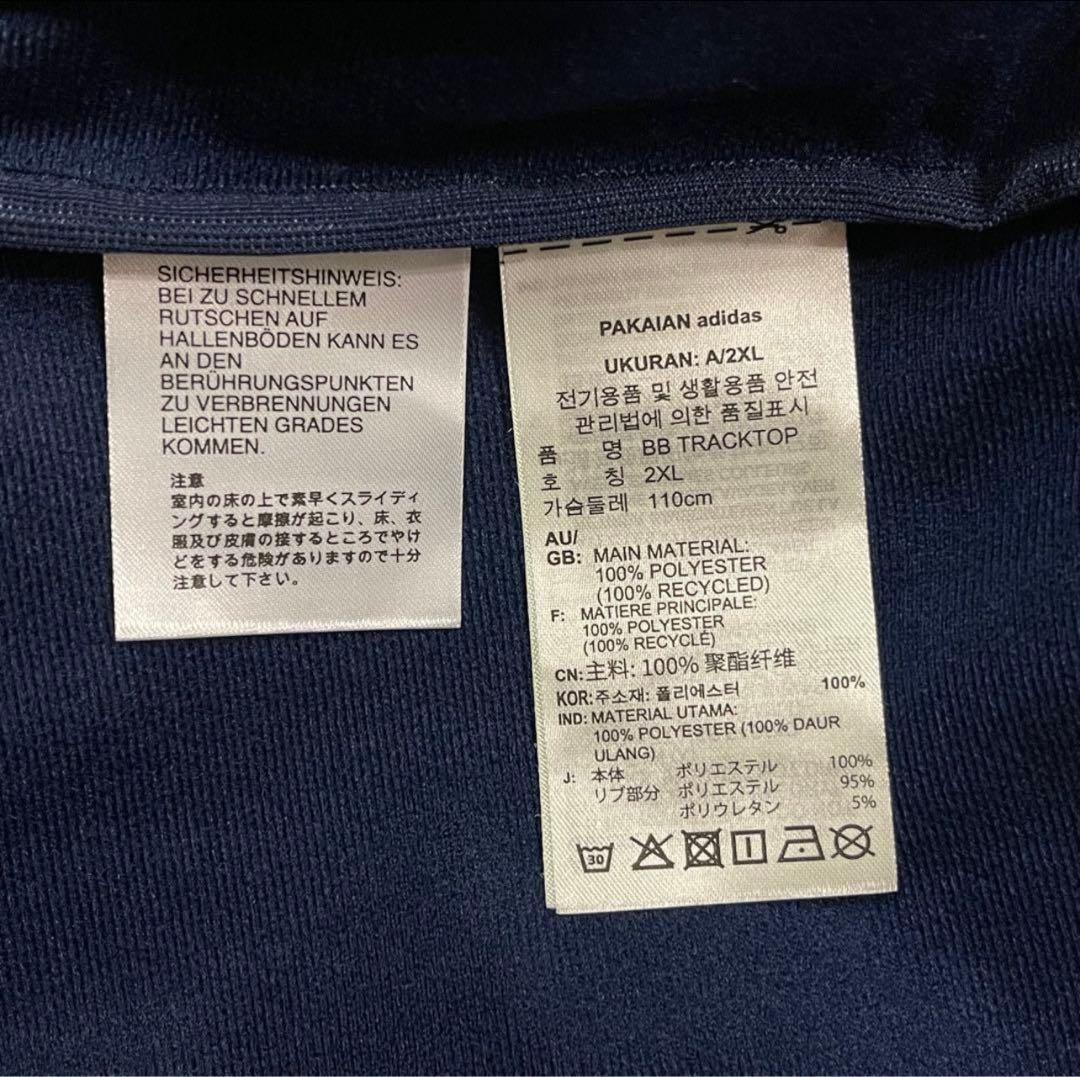 SICHERHEITSHINWEIS:
BEI ZU SCHNELLEM
RUTSCHEN AUF
HALLENBÖDEN KANN ES
AN DEN
BERÜHRUNGSPUNKTEN
ZU VERBRENNUNGEN
LEICHTEN GRADES
KOMMEN.
注意
室内の床の上で素早くスライディ
ングすると摩擦が起こり、床、衣
服及び皮膚の接するところでやけ
どをする危険がありますので十分
注意して下さい。
PAKAIAN adidas
UKURAN: A/2XL
전기용품 및 생활용품 안전
관리법에 의한 품질표시
품 명 BB TRACKTOP
호 칭 2XL
가슴둘레 110cm
AU/
GB: MAIN MATERIAL:
100% POLYESTER
(100% RECYCLED)
F: MATIERE PRINCIPALE:
100% POLYESTER
(100% RECYCLÉ)
CN:主料: 100% 聚酯纤维
KOR:주소재: 폴리에스터 100%
IND: MATERIAL UTAMA:
100% POLYESTER (100% DAUR
ULANG)
J: 本体 ポリエステル 100%
リブ部分 ポリエステル 95%
ポリウレタン 5%
30